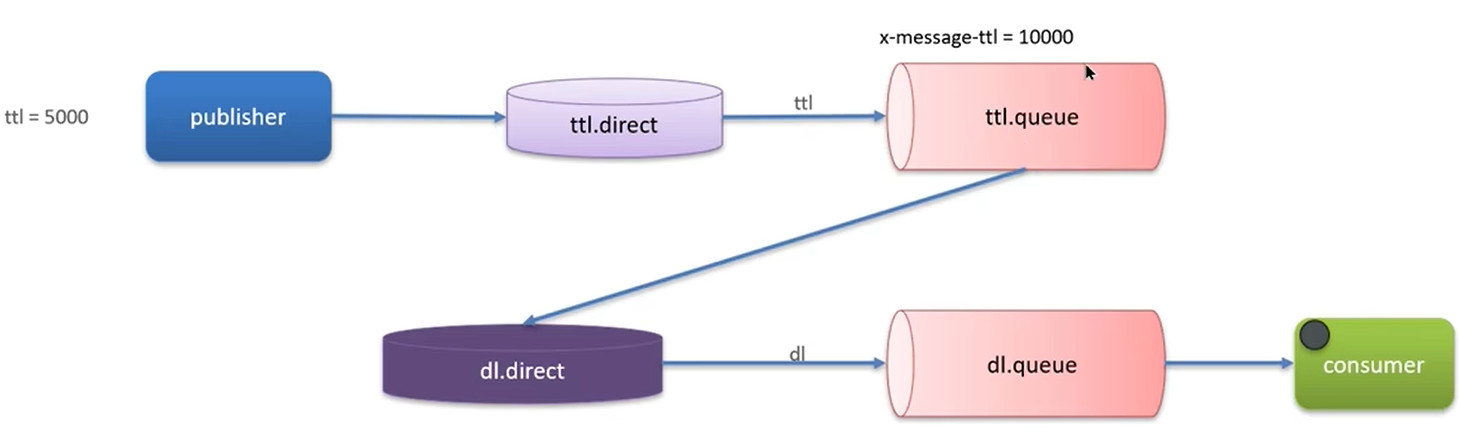 x-message-ttl = 10000
ttl = 5000
publisher
ttl.direct
ttl
ttl.queue
dl.direct
dl
dl.queue
consumer